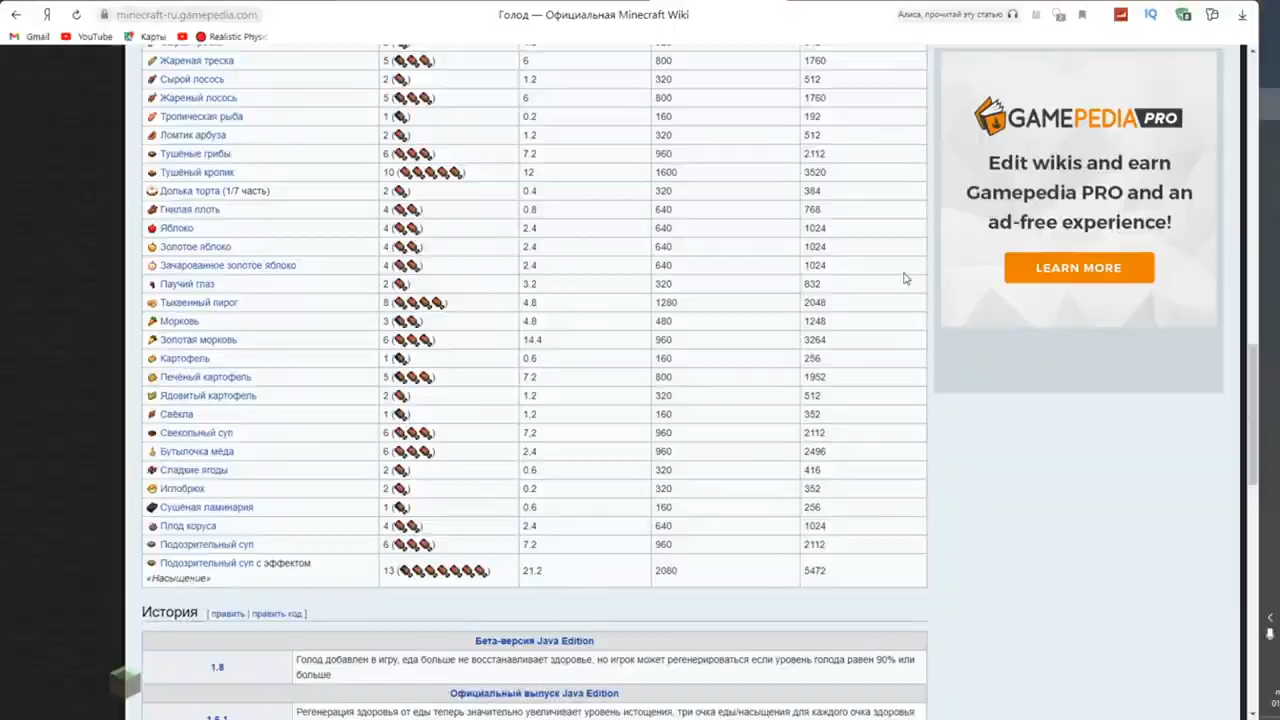 minecraft-ru.gamepedia.com
Голод — Официальная Minecraft Wiki
Алиса, прочитай эту статью
Gmail YouTube Карты Realistic Physic
Жареная треска 5 ( ) 6 800 1760
Сырой лосось 2 ( ) 1.2 320 512
Жареный лосось 5 ( ) 6 800 1760
Тропическая рыба 1 ( ) 0.2 160 192
Ломтик арбуза 2 ( ) 1.2 320 512
Тушёные грибы 6 ( ) 7.2 960 2112
Тушёный кролик 10 ( ) 12 1600 3520
Долька торта (1/7 часть) 2 ( ) 0.4 320 384
Гнилая плоть 4 ( ) 0.8 640 768
Яблоко 4 ( ) 2.4 640 1024
Золотое яблоко 4 ( ) 2.4 640 1024
Зачарованное золотое яблоко 4 ( ) 2.4 640 1024
Паучий глаз 2 ( ) 3.2 320 832
Тыквенный пирог 8 ( ) 4.8 1280 2048
Морковь 3 ( ) 4.8 480 1248
Золотая морковь 6 ( ) 14.4 960 3264
Картофель 1 ( ) 0.6 160 256
Печёный картофель 5 ( ) 7.2 800 1952
Ядовитый картофель 2 ( ) 1.2 320 512
Свёкла 1 ( ) 1,2 160 352
Свекольный суп 6 ( ) 7,2 960 2112
Бутылочка мёда 6 ( ) 2,4 960 2496
Сладкие ягоды 2 ( ) 0.6 320 416
Иглобрюх 2 ( ) 0.2 320 352
Сушёная ламинария 1 ( ) 0.6 160 256
Плод коруса 4 ( ) 2.4 640 1024
Подозрительный суп 6 ( ) 7.2 960 2112
Подозрительный суп с эффектом
«Насыщение» 13 ( ) 21.2 2080 5472
История [ править | править код ]
Бета-версия Java Edition
1.8 Голод добавлен в игру, еда больше не восстанавливает здоровье, но игрок может регенерироваться если уровень голода равен 90% или
больше.
Официальный выпуск Java Edition
1.6.1 Регенерация здоровья от еды теперь значительно увеличивает уровень истощения, три очка еды/насыщения для каждого очка здоровья
GAMEPEDIA PRO
Edit wikis and earn
Gamepedia PRO and an
ad-free experience!
LEARN MORE